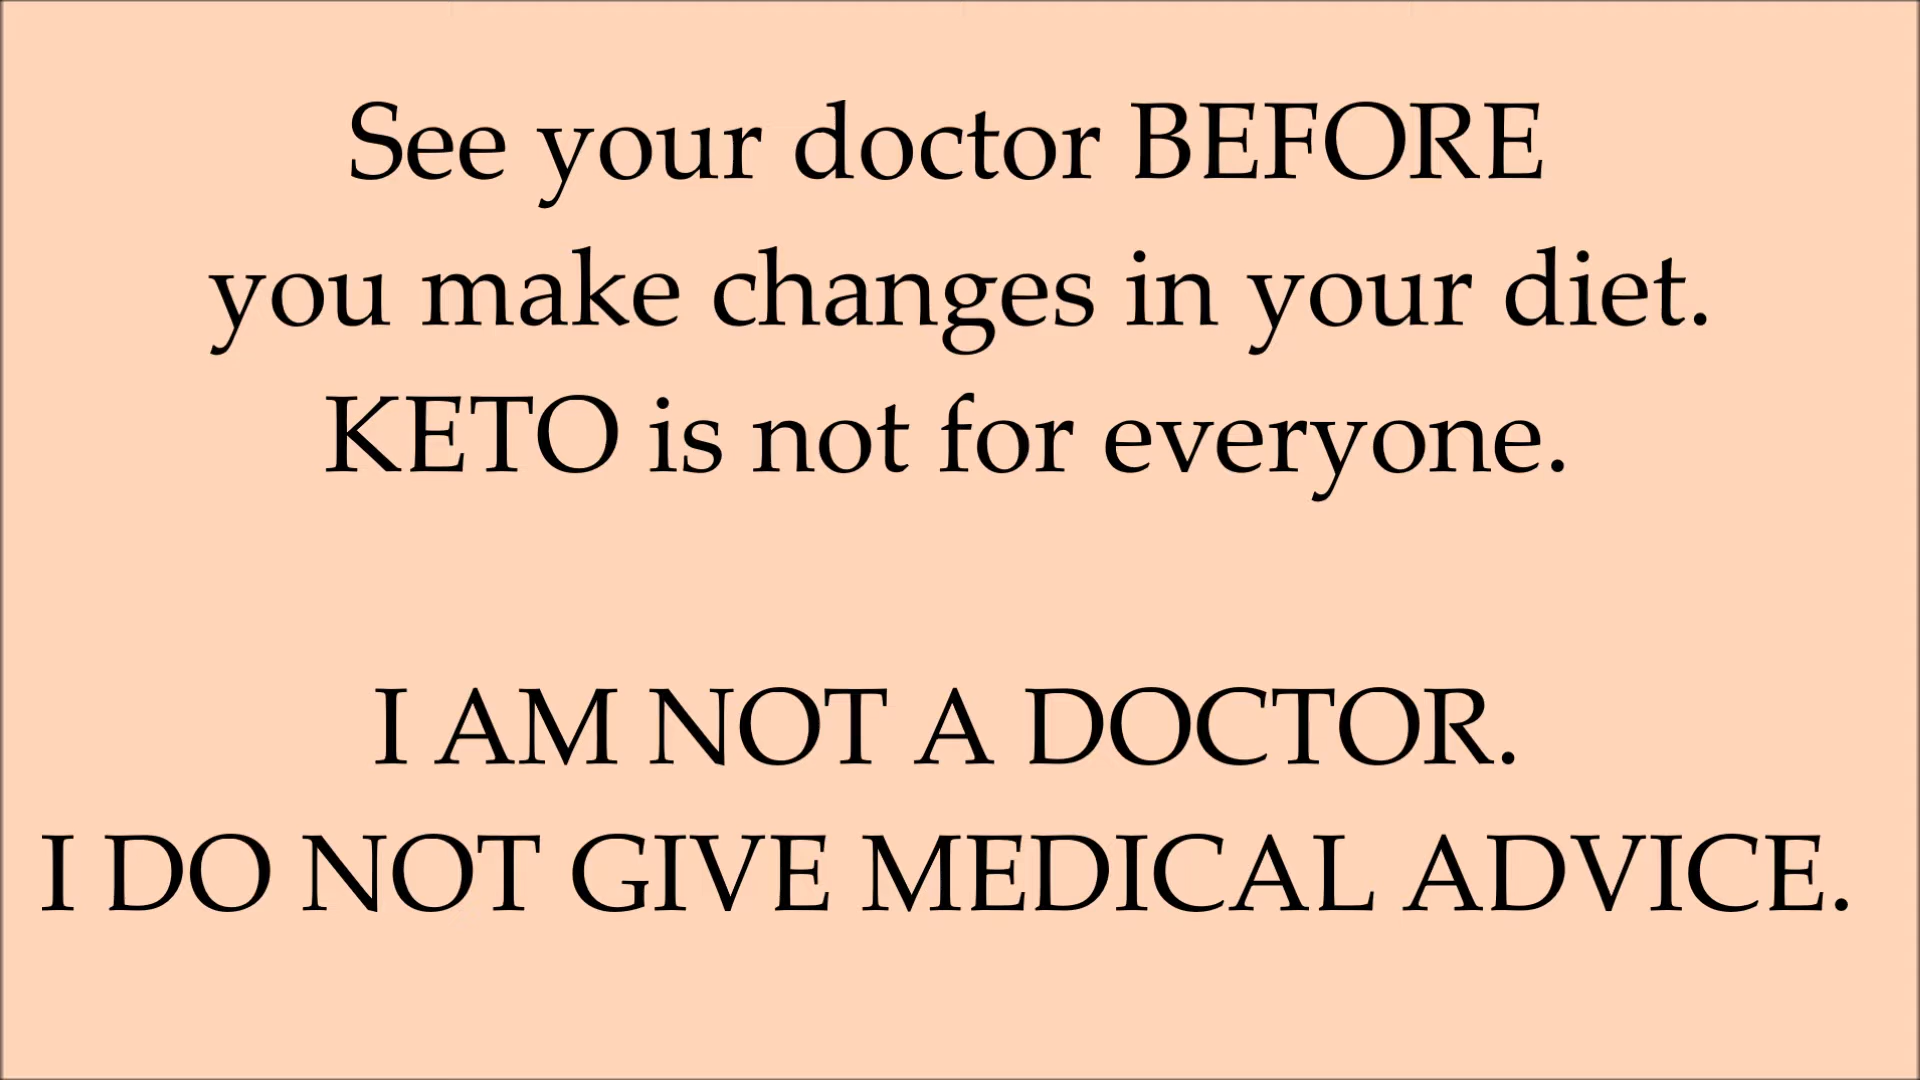 See your doctor BEFORE
you make changes in your diet.
KETO is not for everyone.
I AM NOT A DOCTOR.
I DO NOT GIVE MEDICAL ADVICE.